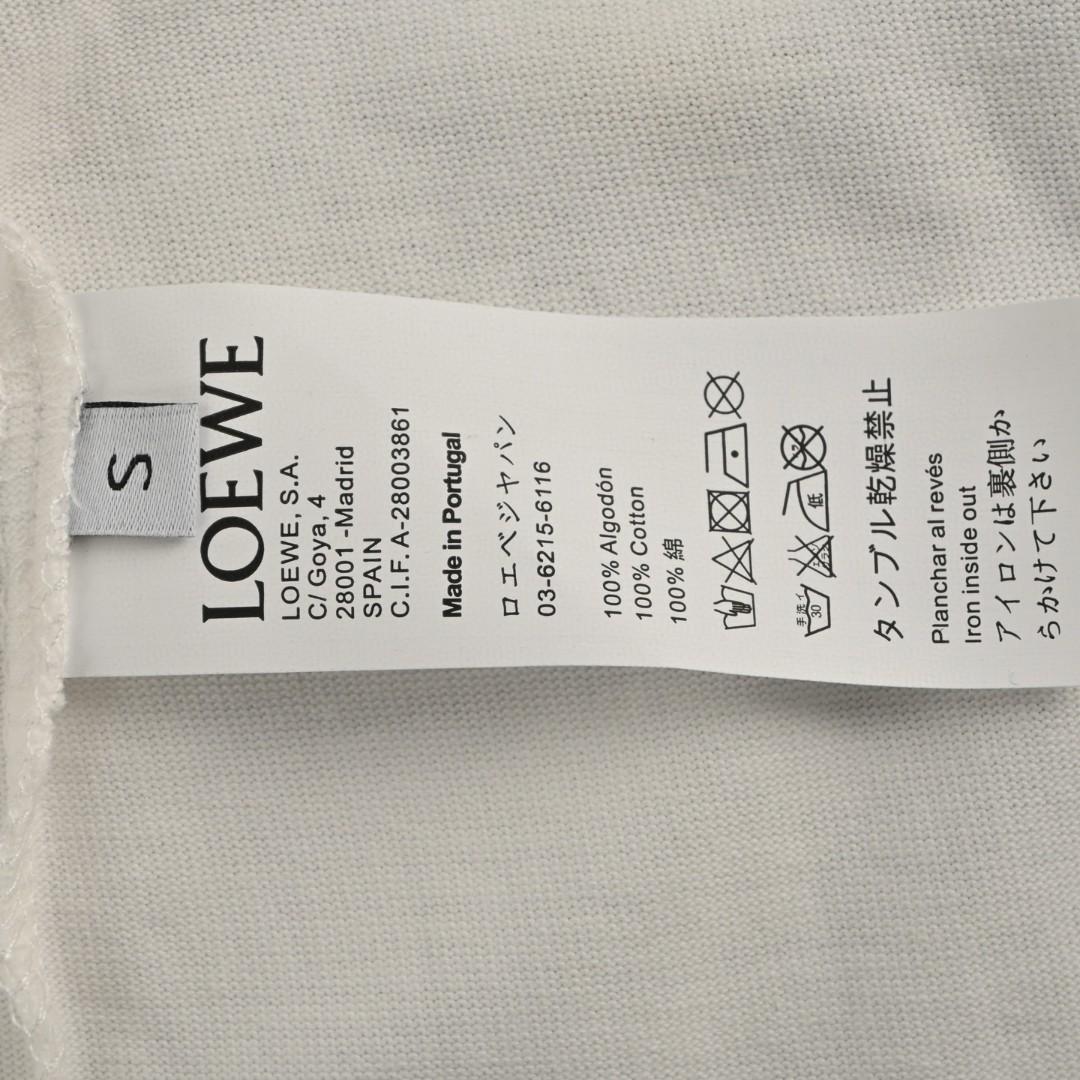 S
LOEWE
LOEWE, S.A.
C/ Goya, 4
28001 -Madrid
SPAIN
C.I.F. A-28003861
Made in Portugal
ロエベジャパン
03-6215-6116
100% Algodón
100% Cotton
100% 綿
手洗イ
30
低
タンブル乾燥禁止
Planchar al revés
Iron inside out
アイロンは裏側か
らかけて下さい